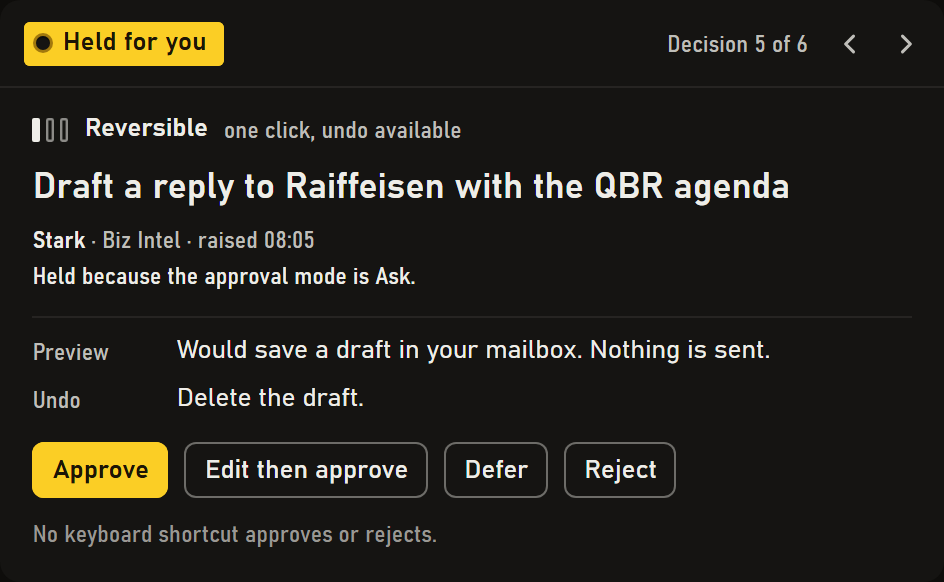 Held for you
Decision 5 of 6
Reversible one click, undo available
Draft a reply to Raiffeisen with the QBR agenda
Stark · Biz Intel · raised 08:05
Held because the approval mode is Ask.
Preview Would save a draft in your mailbox. Nothing is sent.
Undo Delete the draft.
Approve Edit then approve Defer Reject
No keyboard shortcut approves or rejects.